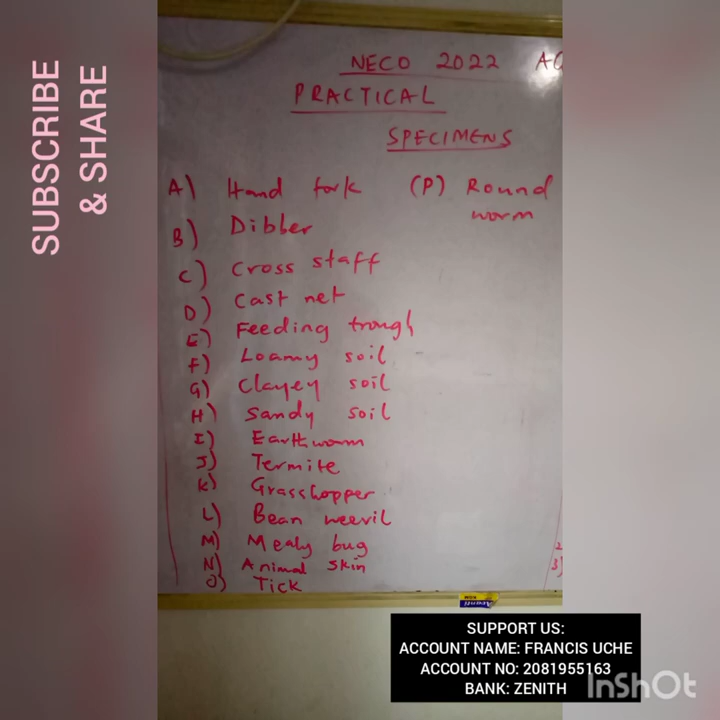 SUBSCRIBE
& SHARE
NECO 2022
PRACTICAL
SPECIMENS
A) Hand fork (P) Round
worm
B) Dibber
C) Cross staff
D) Cast net
E) Feeding trough
F) Loamy soil
G) Clayey soil
H) Sandy soil
I) Earthworm
J) Termite
K) Grasshopper
L) Bean weevil
M) Mealy bug
N) Animal skin
O) Tick
3)
SUPPORT US:
ACCOUNT NAME: FRANCIS UCHE
ACCOUNT NO: 2081955163
BANK: ZENITH
InShOt